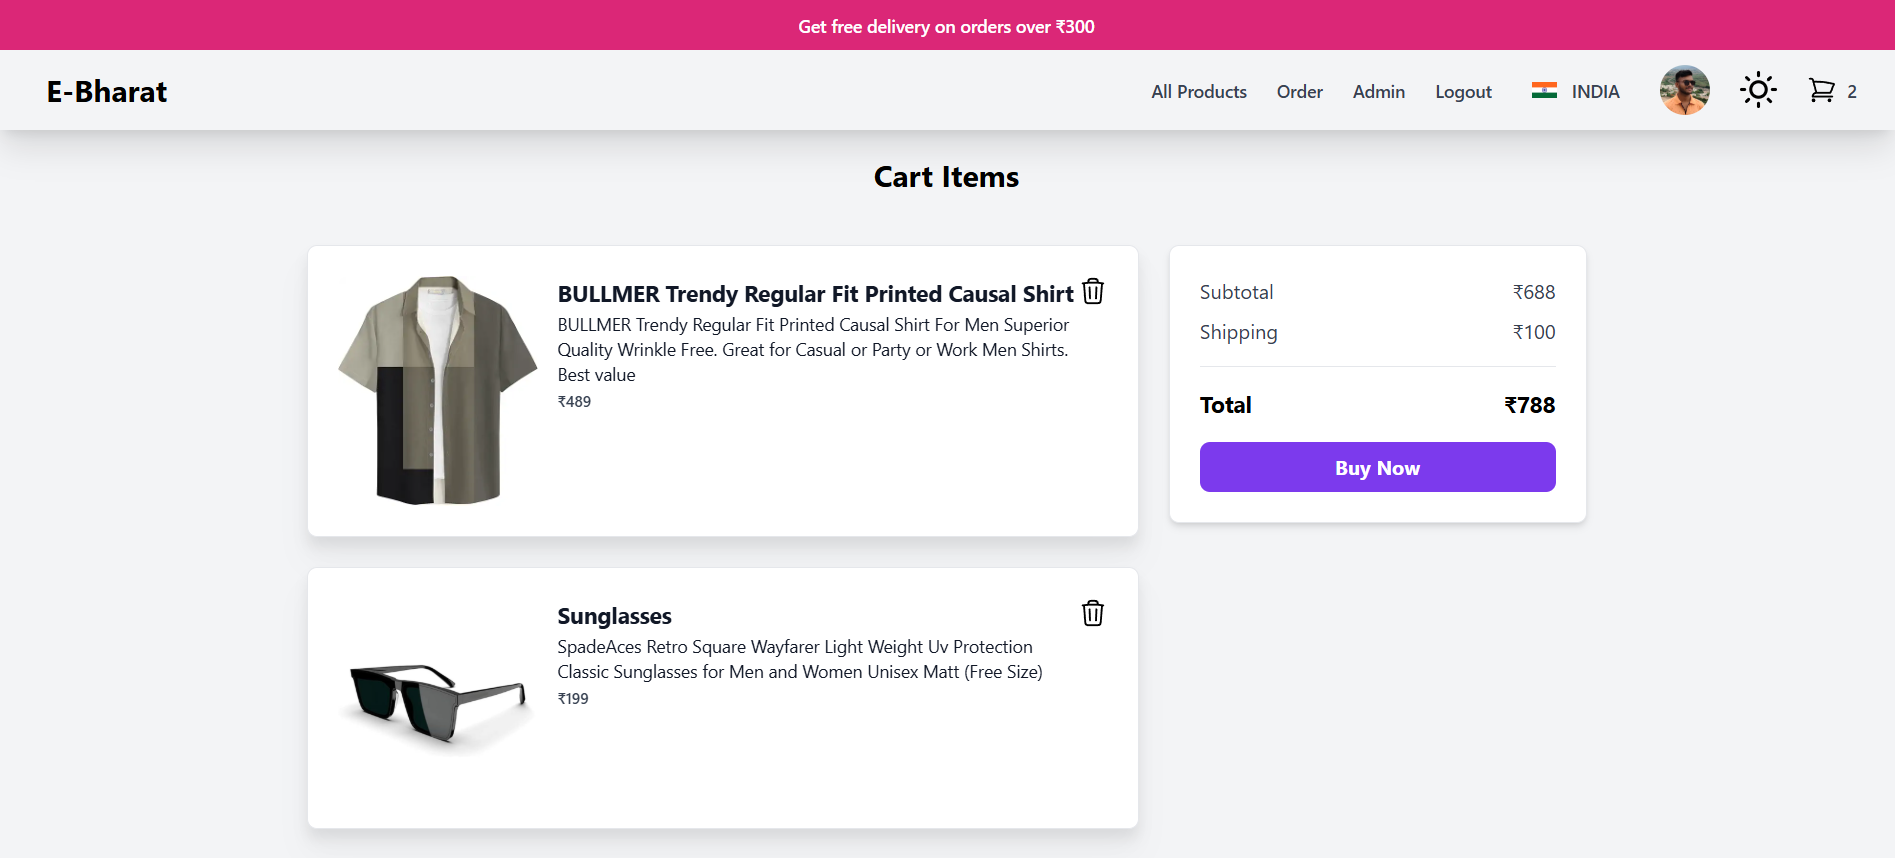 Get free delivery on orders over ₹300
E-Bharat
All Products
Order
Admin
Logout
INDIA
2
Cart Items
BULLMER Trendy Regular Fit Printed Causal Shirt
BULLMER Trendy Regular Fit Printed Causal Shirt For Men Superior
Quality Wrinkle Free. Great for Casual or Party or Work Men Shirts.
Best value
₹489
Sunglasses
SpadeAces Retro Square Wayfarer Light Weight Uv Protection
Classic Sunglasses for Men and Women Unisex Matt (Free Size)
₹199
Subtotal ₹688
Shipping ₹100
Total ₹788
Buy Now